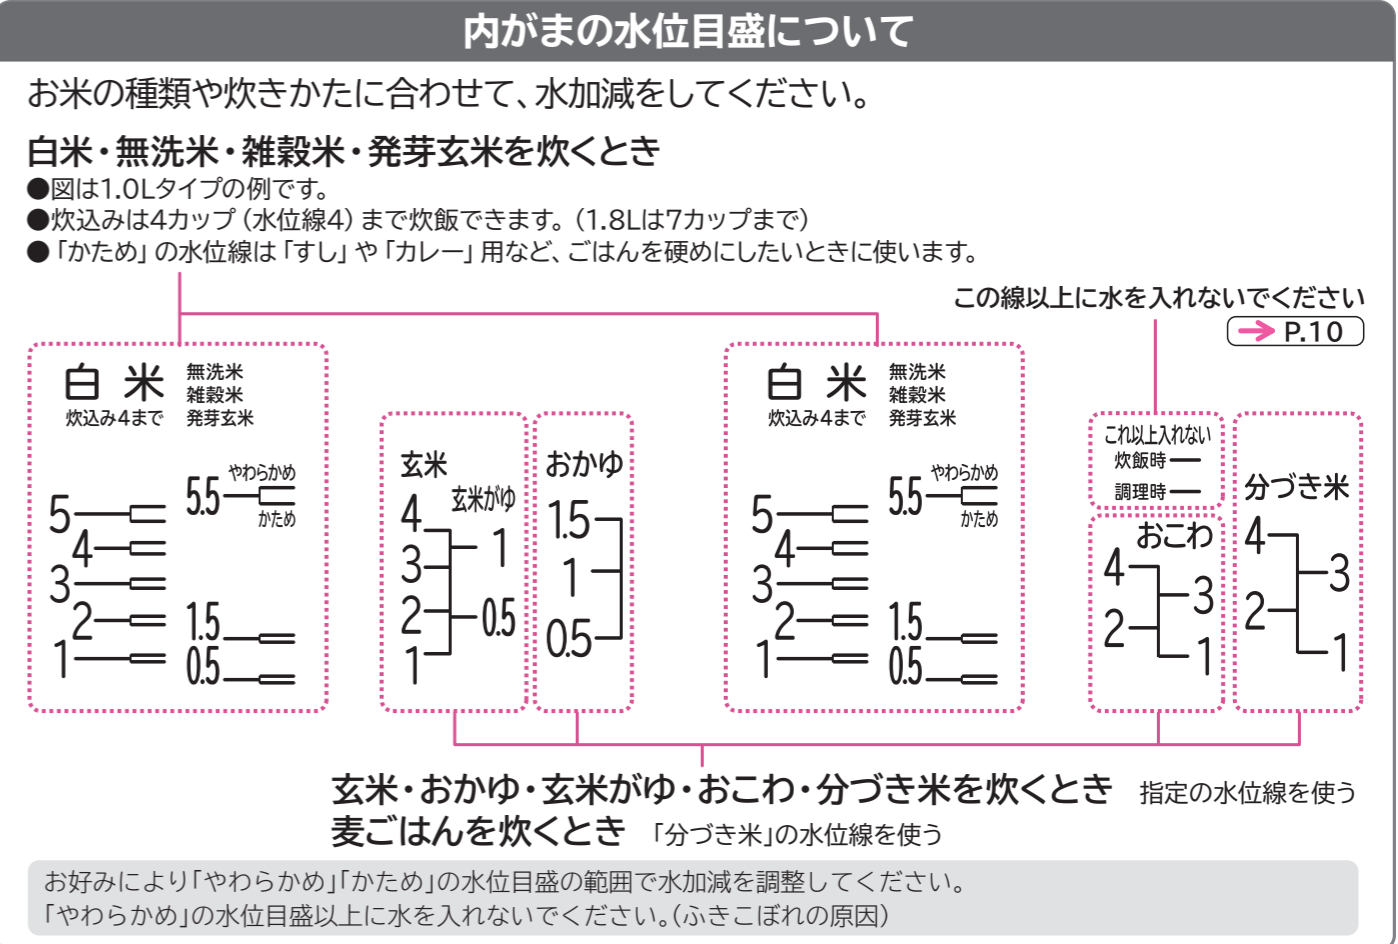 内がまの水位目盛について
お米の種類や炊きかたに合わせて、水加減をしてください。
白米・無洗米・雑穀米・発芽玄米を炊くとき
●図は1.0Lタイプの例です。
●炊込みは4カップ（水位線4）まで炊飯できます。（1.8Lは7カップまで）
●「かため」の水位線は「すし」や「カレー」用など、ごはんを硬めにしたいときに使います。
この線以上に水を入れないでください
→ P.10
白米
炊込み4まで
無洗米
雑穀米
発芽玄米
5
4
3
2
1
5.5
やわらかめ
かため
1.5
0.5
玄米
4
3
2
1
玄米がゆ
1
0.5
おかゆ
1.5
1
0.5
白米
炊込み4まで
無洗米
雑穀米
発芽玄米
5
4
3
2
1
5.5
やわらかめ
かため
1.5
0.5
これ以上入れない
炊飯時
調理時
おこわ
4
3
2
1
分づき米
4
3
2
1
玄米・おかゆ・玄米がゆ・おこわ・分づき米を炊くとき 指定の水位線を使う
麦ごはんを炊くとき 「分づき米」の水位線を使う
お好みにより「やわらかめ」「かため」の水位目盛の範囲で水加減を調整してください。
「やわらかめ」の水位目盛以上に水を入れないでください。（ふきこぼれの原因）